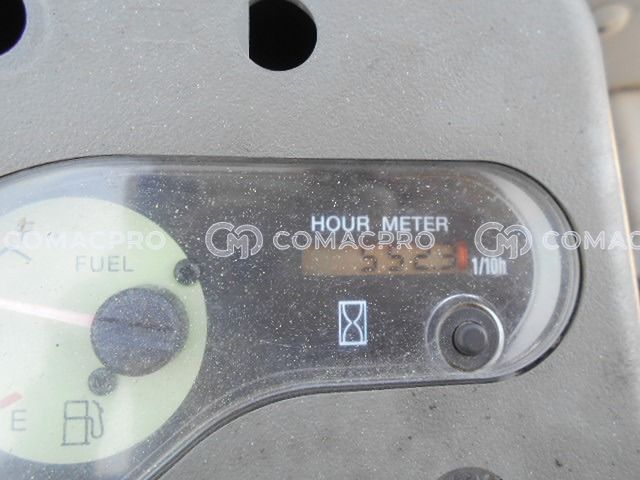 HOUR METER
COMACPRO COMACPRO COMACPRO
FUEL
1/10h
E